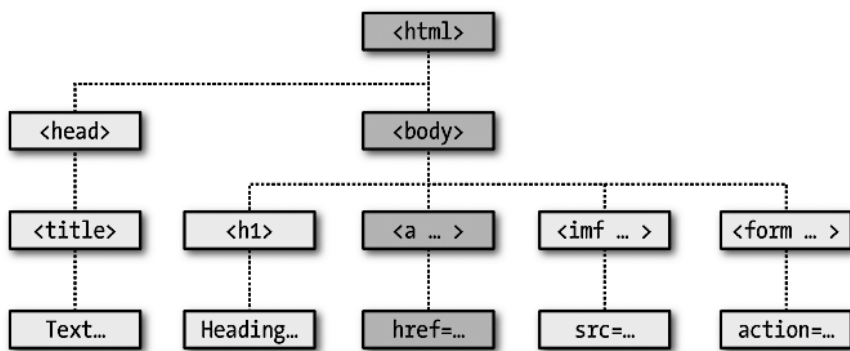 <html>
<head> <body>
<title> <h1> <a … > <imf … > <form … >
Text… Heading… href=… src=… action=…